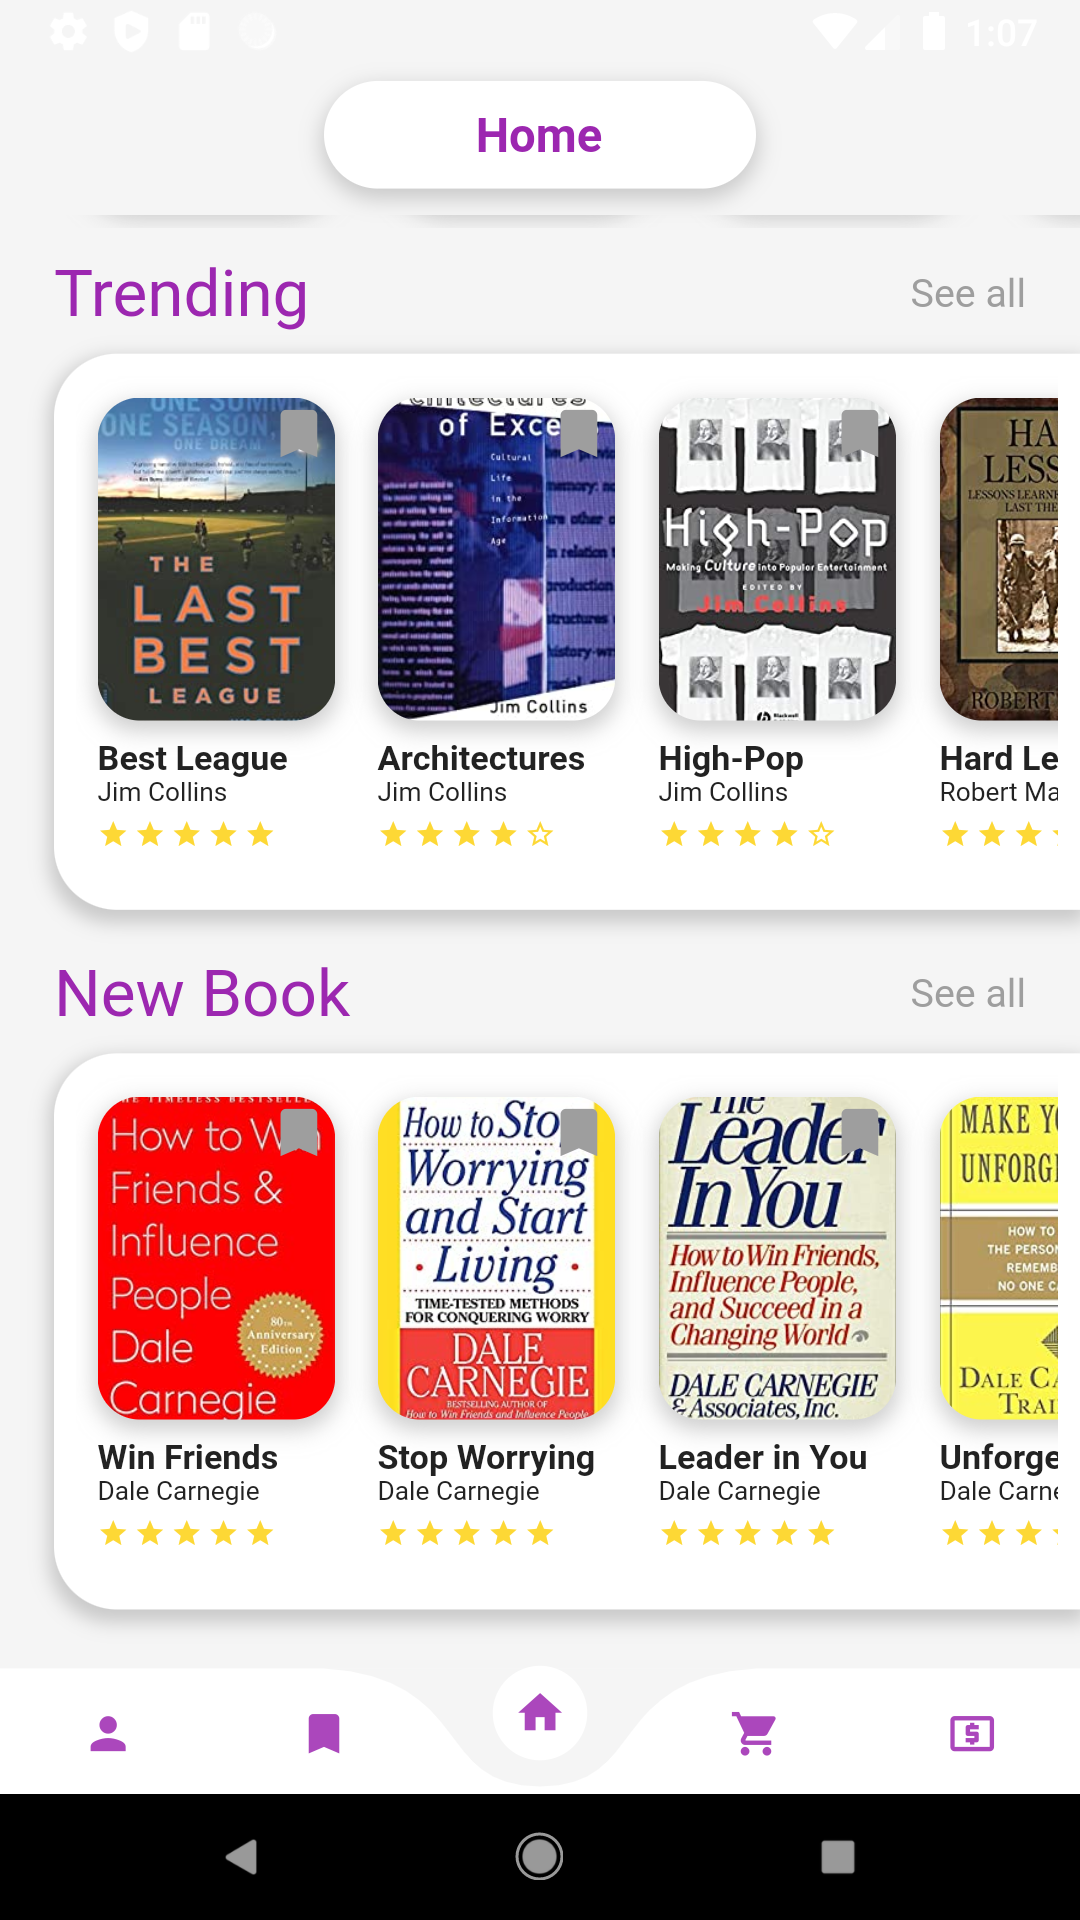 1:07
Home
Trending
See all
ONE SUMMER
ONE SEASON,
ONE DREAM
THE
LAST
BEST
LEAGUE
of Exce
Cultural
Life
in the
Information
Age
Jim Collins
High-Pop
Making Culture into Popular Entertainment
EDITED BY
Jim Collins
Blackwell
HA
LESS
LESSONS LEARNE
LAST THE
ROBERT
Best League
Jim Collins
Architectures
Jim Collins
High-Pop
Jim Collins
Hard Le
Robert Ma
New Book
See all
THE TIMELESS BESTSELLE
How to W n
Friends &
Influence
People
Dale
Carnegie
80TH
Anniversary
Edition
How to Sto
Worrying
and Start
• Living •
TIME-TESTED METHODS
FOR CONQUERING WORRY
DALE
CARNEGIE
BESTSELLING AUTHOR OF
How to Win Friends and Influence People
The
Leader
In You
How to Win Friends,
Influence People,
and Succeed in a
Changing World
DALE CARNEGIE
& Associates, Inc.
MAKE YO
UNFORG
HOW TO
THE PERSON
REMEMB
NO ONE CA
DALE CA
TRAI
Win Friends
Dale Carnegie
Stop Worrying
Dale Carnegie
Leader in You
Dale Carnegie
Unforge
Dale Carne